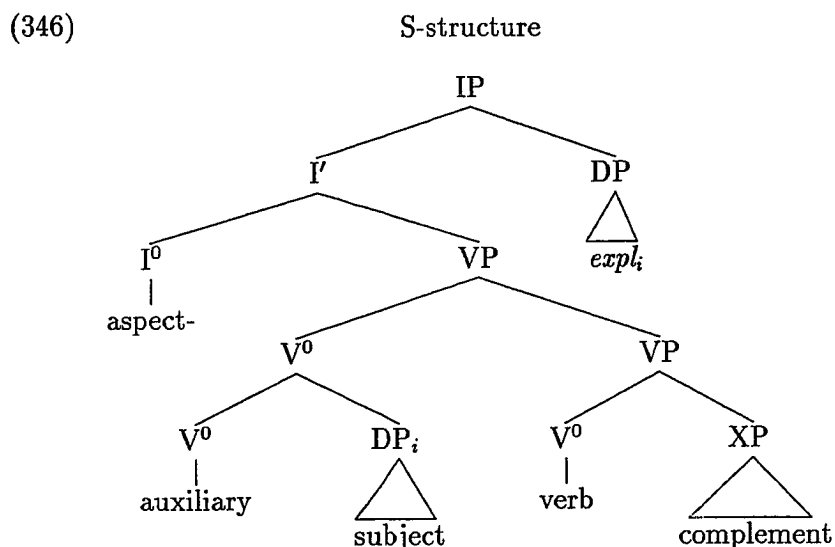 (346) S-structure
IP
I′ DP
I⁰ VP expl_i
aspect-
V⁰ VP
V⁰ DP_i V⁰ XP
auxiliary subject verb complement